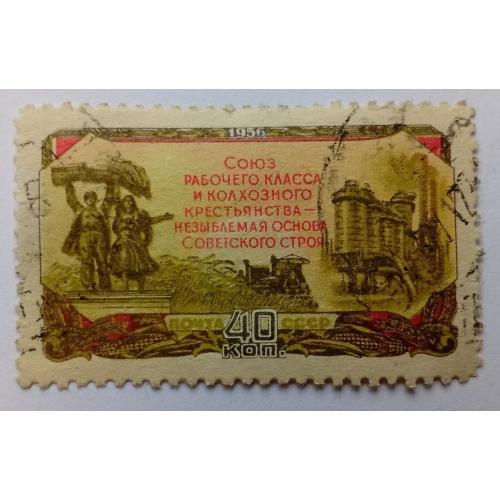 1956
Союз
рабочего класса
и колхозного
крестьянства —
незыблемая основа
Советского строя
ПОЧТА СССР
40
коп.